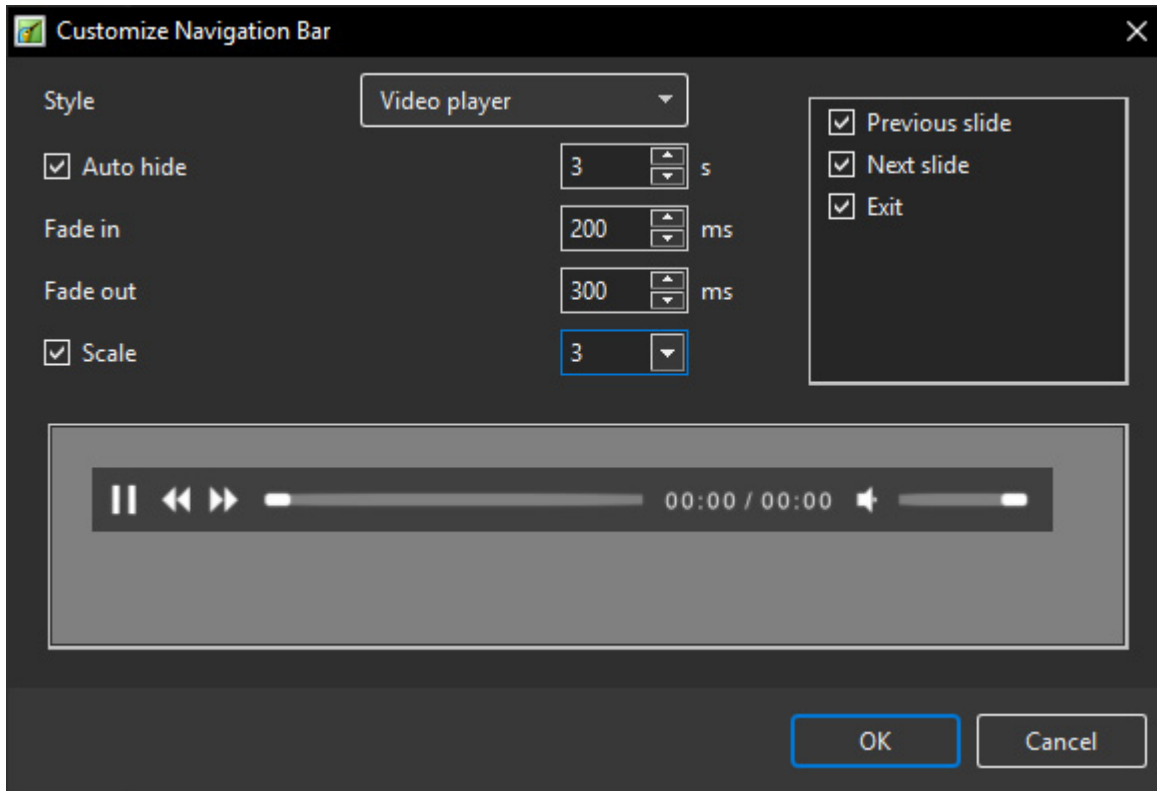 Customize Navigation Bar
Style
Video player
Auto hide
3
s
Fade in
200
ms
Fade out
300
ms
Scale
3
Previous slide
Next slide
Exit
00:00 / 00:00
OK
Cancel